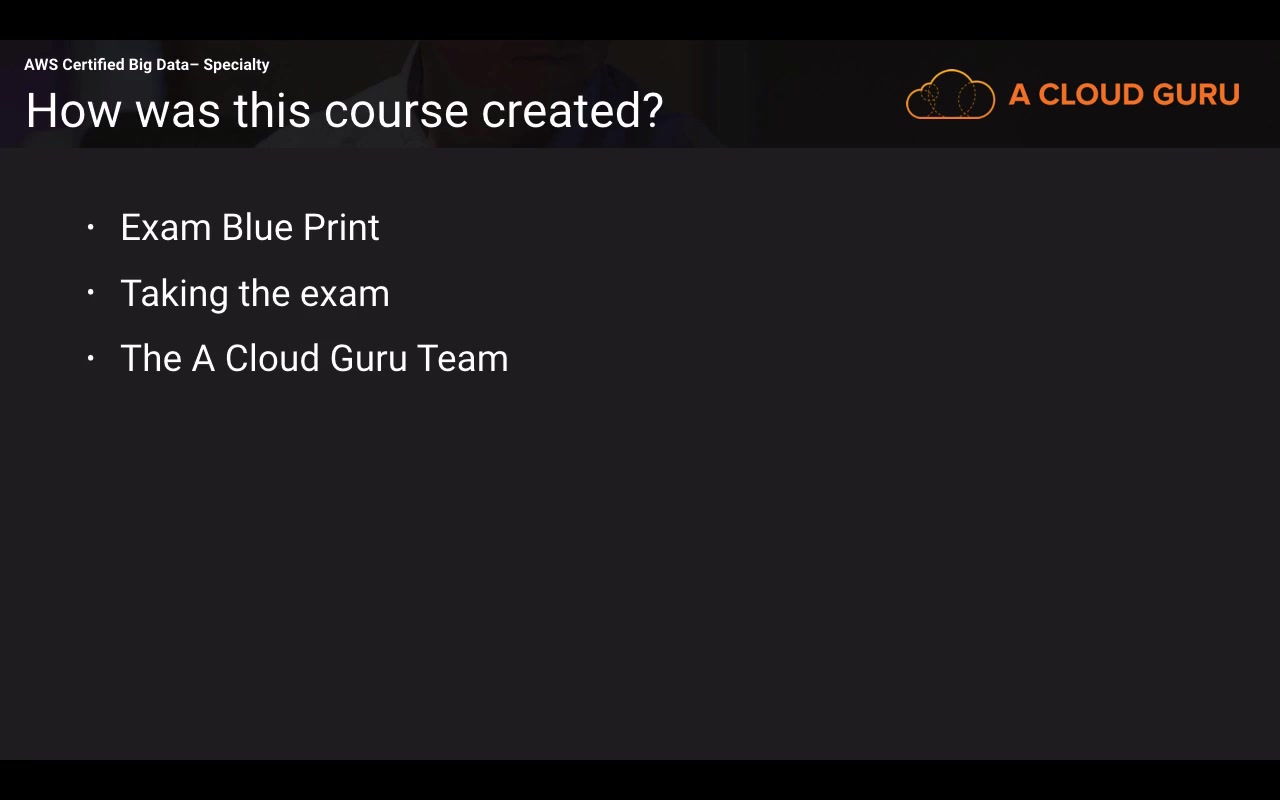 AWS Certified Big Data– Specialty
How was this course created?
A CLOUD GURU
· Exam Blue Print
· Taking the exam
· The A Cloud Guru Team